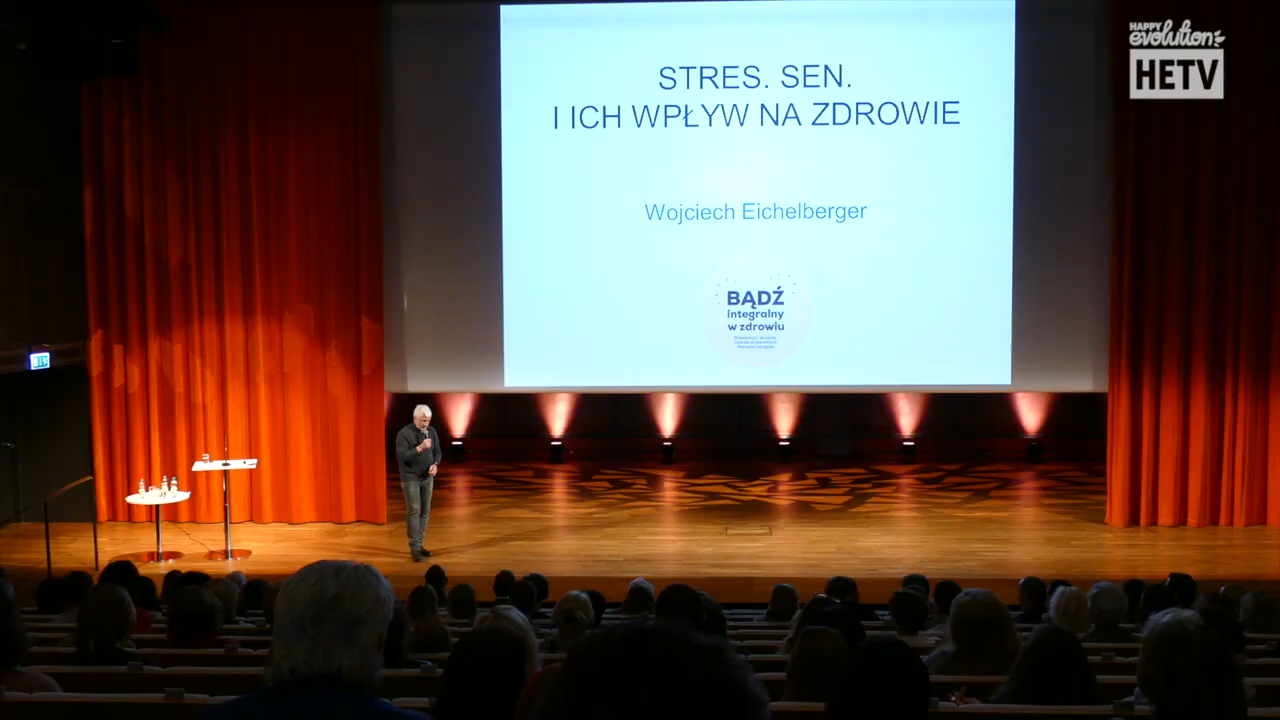 HAPPY
evolution
HETV
STRES. SEN.
I ICH WPŁYW NA ZDROWIE
Wojciech Eichelberger
BĄDŹ
integralny
w zdrowiu